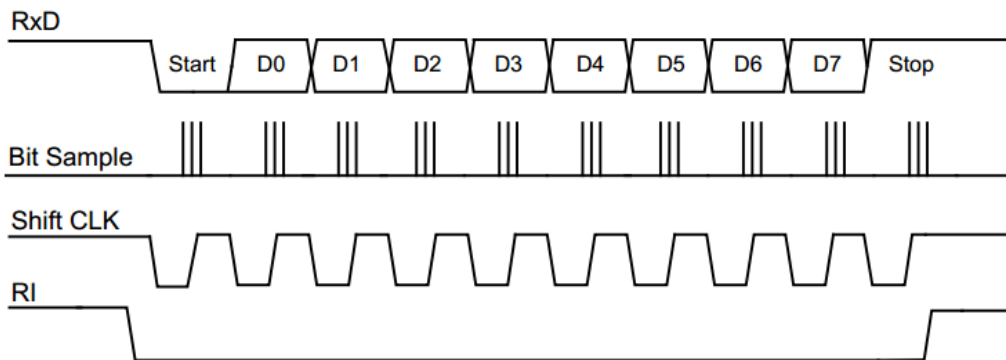 RxD
Start D0 D1 D2 D3 D4 D5 D6 D7 Stop
Bit Sample
Shift CLK
RI